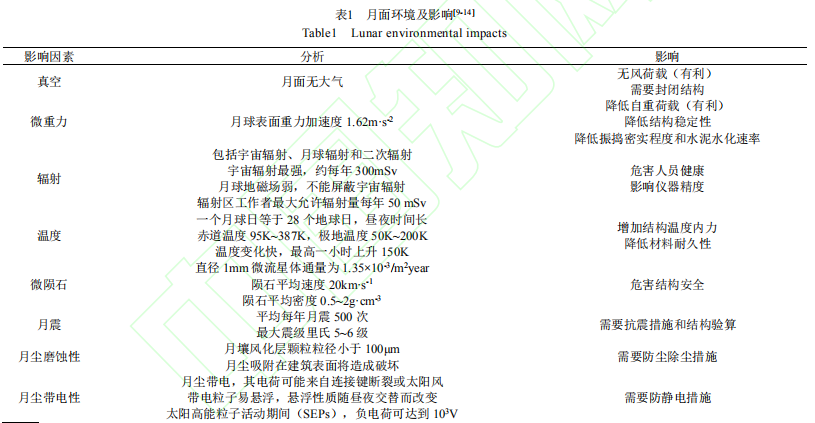 表1 月面环境及影响[9-14]
Table1 Lunar environmental impacts
影响因素 分析 影响
真空 月面无大气 无风荷载（有利）
需要封闭结构
微重力 月球表面重力加速度 1.62m·s-2 降低自重荷载（有利）
降低结构稳定性
降低振捣密实程度和水泥水化速率
辐射 包括宇宙辐射、月球辐射和二次辐射
宇宙辐射最强，约每年 300mSv
月球地磁场弱，不能屏蔽宇宙辐射
辐射区工作者最大允许辐射量每年 50 mSv
危害人员健康
影响仪器精度
温度 一个月球日等于 28 个地球日，昼夜时间长
赤道温度 95K~387K，极地温度 50K~200K
温度变化快，最高一小时上升 150K
增加结构温度内力
降低材料耐久性
微陨石 直径 1mm 微流星体通量为 1.35×10-3/m2year
陨石平均速度 20km·s-1
陨石平均密度 0.5~2g·cm-3
危害结构安全
月震 平均每年月震 500 次
最大震级里氏 5~6 级
需要抗震措施和结构验算
月尘磨蚀性 月壤风化层颗粒粒径小于 100μm
月尘吸附在建筑表面将造成破坏
需要防尘除尘措施
月尘带电性 月尘带电，其电荷可能来自连接键断裂或太阳风
带电粒子易悬浮，悬浮性质随昼夜交替而改变
太阳高能粒子活动期间（SEPs），负电荷可达到 103V
需要防静电措施